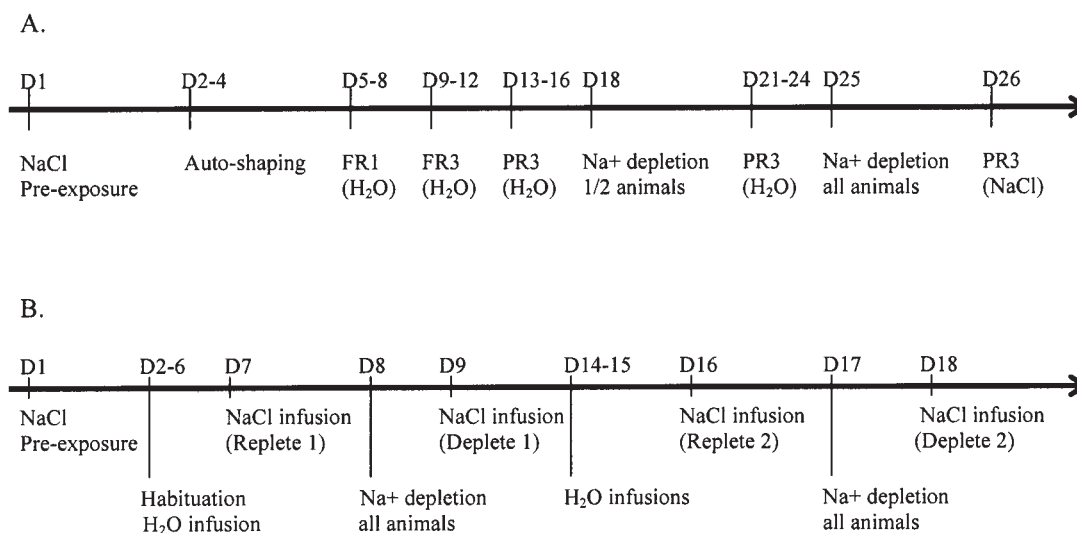 A.
D1 D2-4 D5-8 D9-12 D13-16 D18 D21-24 D25 D26
NaCl Auto-shaping FR1 FR3 PR3 Na+ depletion PR3 Na+ depletion PR3
Pre-exposure (H₂O) (H₂O) (H₂O) 1/2 animals (H₂O) all animals (NaCl)
B.
D1 D2-6 D7 D8 D9 D14-15 D16 D17 D18
NaCl NaCl infusion NaCl infusion NaCl infusion NaCl infusion
Pre-exposure (Replete 1) (Deplete 1) (Replete 2) (Deplete 2)
Habituation Na+ depletion H₂O infusions Na+ depletion
H₂O infusion all animals all animals